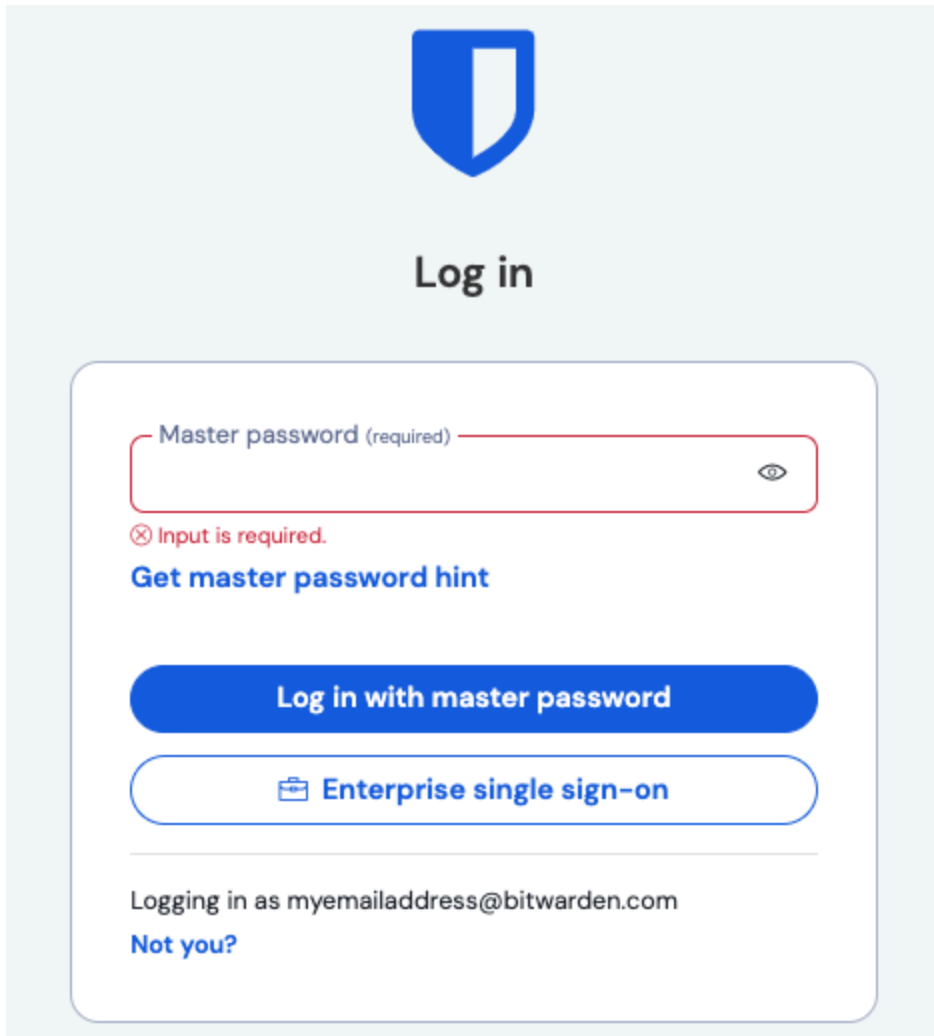 Log in
Master password (required)
Input is required.
Get master password hint
Log in with master password
Enterprise single sign-on
Logging in as myemailaddress@bitwarden.com
Not you?